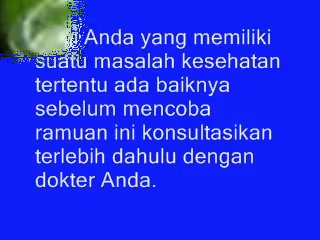 Anda yang memiliki
suatu masalah kesehatan
tertentu ada baiknya
sebelum mencoba
ramuan ini konsultasikan
terlebih dahulu dengan
dokter Anda.